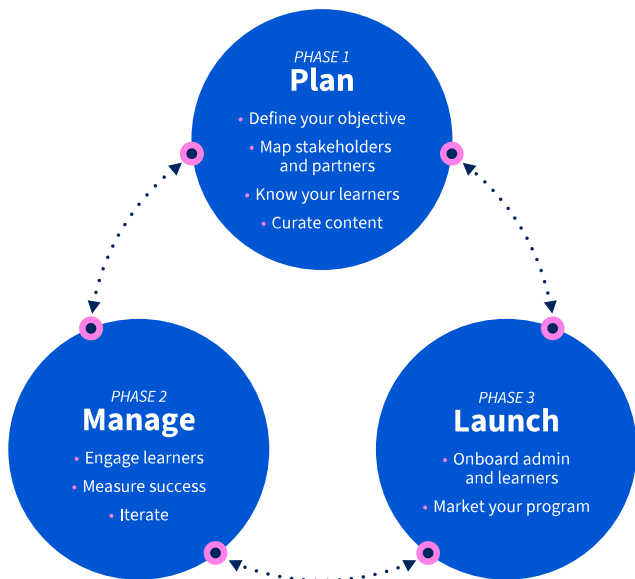 PHASE 1
Plan
• Define your objective
• Map stakeholders
and partners
• Know your learners
• Curate content
PHASE 2
Manage
• Engage learners
• Measure success
• Iterate
PHASE 3
Launch
• Onboard admin
and learners
• Market your program